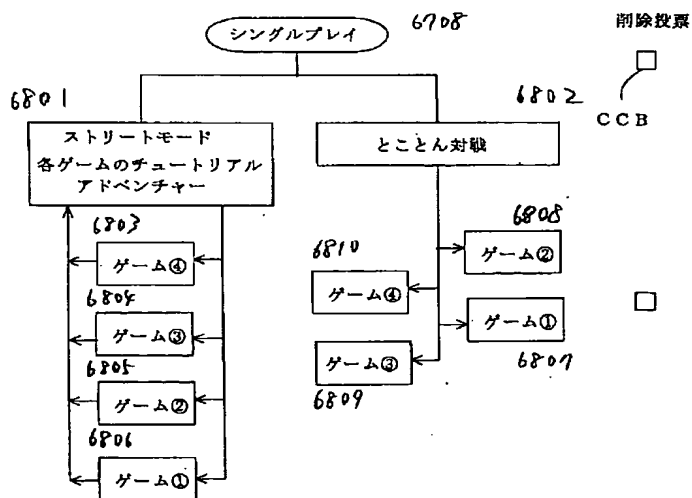 シングルプレイ
6708
削除投票
6801
6802
CCB
ストリートモード
各ゲームのチュートリアル
アドベンチャー
とことん対戦
6803
ゲーム④
6804
ゲーム③
6805
ゲーム②
6806
ゲーム①
6808
ゲーム②
6810
ゲーム④
ゲーム①
6807
ゲーム③
6809